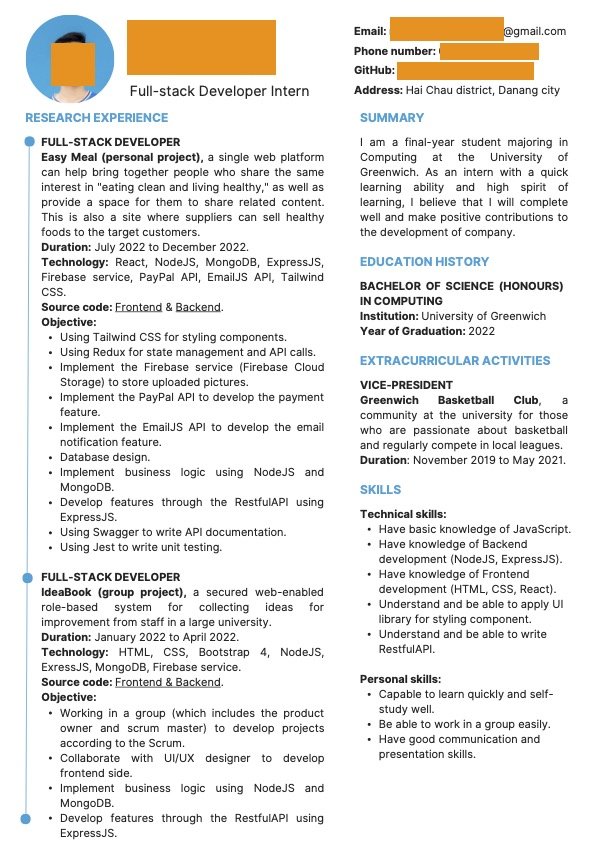 Full-stack Developer Intern
Email:
@gmail.com
Phone number:
GitHub:
Address: Hai Chau district, Danang city
RESEARCH EXPERIENCE
FULL-STACK DEVELOPER
Easy Meal (personal project), a single web platform
can help bring together people who share the same
interest in "eating clean and living healthy," as well as
provide a space for them to share related content.
This is also a site where suppliers can sell healthy
foods to the target customers.
Duration: July 2022 to December 2022.
Technology: React, NodeJS, MongoDB, ExpressJS,
Firebase service, PayPal API, EmailJS API, Tailwind
CSS.
Source code: Frontend & Backend.
Objective:
• Using Tailwind CSS for styling components.
• Using Redux for state management and API calls.
• Implement the Firebase service (Firebase Cloud
Storage) to store uploaded pictures.
• Implement the PayPal API to develop the payment
feature.
• Implement the EmailJS API to develop the email
notification feature.
• Database design.
• Implement business logic using NodeJS and
MongoDB.
• Develop features through the RestfulAPI using
ExpressJS.
• Using Swagger to write API documentation.
• Using Jest to write unit testing.
FULL-STACK DEVELOPER
IdeaBook (group project), a secured web-enabled
role-based system for collecting ideas for
improvement from staff in a large university.
Duration: January 2022 to April 2022.
Technology: HTML, CSS, Bootstrap 4, NodeJS,
ExressJS, MongoDB, Firebase service.
Source code: Frontend & Backend.
Objective:
• Working in a group (which includes the product
owner and scrum master) to develop projects
according to the Scrum.
• Collaborate with UI/UX designer to develop
frontend side.
• Implement business logic using NodeJS and
MongoDB.
• Develop features through the RestfulAPI using
ExpressJS.
SUMMARY
I am a final-year student majoring in
Computing at the University of
Greenwich. As an intern with a quick
learning ability and high spirit of
learning, I believe that I will complete
well and make positive contributions to
the development of company.
EDUCATION HISTORY
BACHELOR OF SCIENCE (HONOURS)
IN COMPUTING
Institution: University of Greenwich
Year of Graduation: 2022
EXTRACURRICULAR ACTIVITIES
VICE-PRESIDENT
Greenwich Basketball Club, a
community at the university for those
who are passionate about basketball
and regularly compete in local leagues.
Duration: November 2019 to May 2021.
SKILLS
Technical skills:
• Have basic knowledge of JavaScript.
• Have knowledge of Backend
development (NodeJS, ExpressJS).
• Have knowledge of Frontend
development (HTML, CSS, React).
• Understand and be able to apply UI
library for styling component.
• Understand and be able to write
RestfulAPI.
Personal skills:
• Capable to learn quickly and self-
study well.
• Be able to work in a group easily.
• Have good communication and
presentation skills.